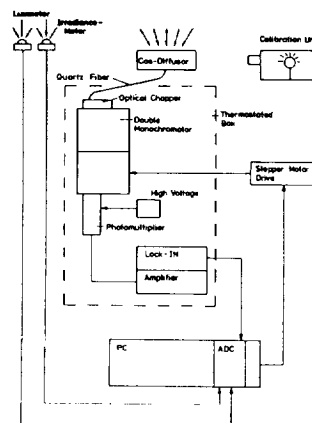 Luxmeter
Irradiance-
Meter
Cos-Diffusor
Calibration
Quartz Fiber
Optical Chopper
Double
Monochromator
Thermostated
Box
High Voltage
Stepper Motor
Drive
Photomultiplier
Lock-IN
Amplifier
PC
ADC